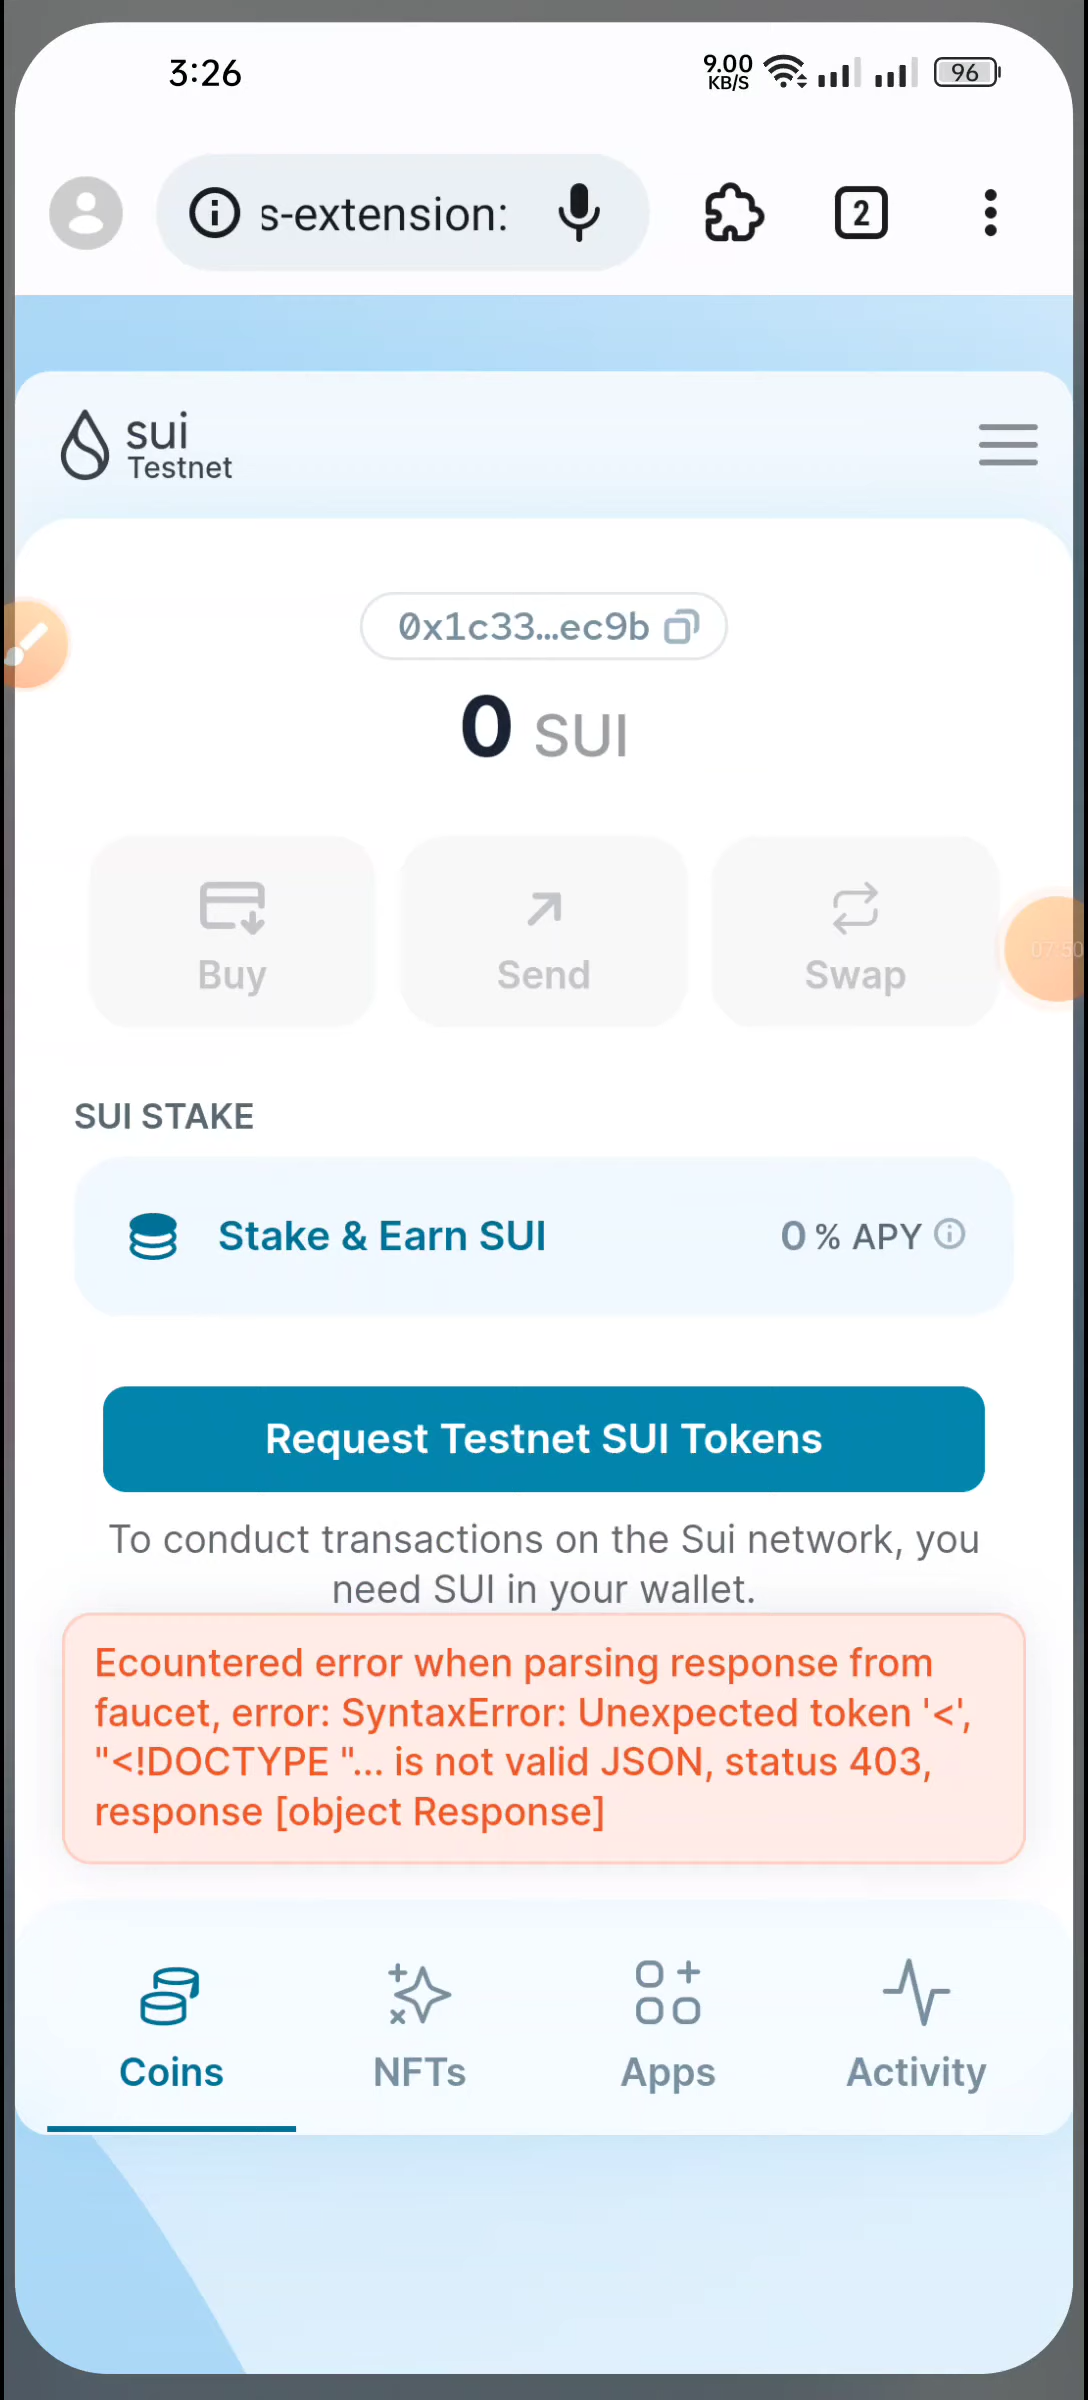 3:26
9.00
KB/S
96
s-extension:
2
sui
Testnet
0x1c33...ec9b
0 SUI
Buy
Send
Swap
07:50
SUI STAKE
Stake & Earn SUI
0 % APY
Request Testnet SUI Tokens
To conduct transactions on the Sui network, you
need SUI in your wallet.
Ecountered error when parsing response from
faucet, error: SyntaxError: Unexpected token '<',
"<!DOCTYPE "... is not valid JSON, status 403,
response [object Response]
Coins
NFTs
Apps
Activity